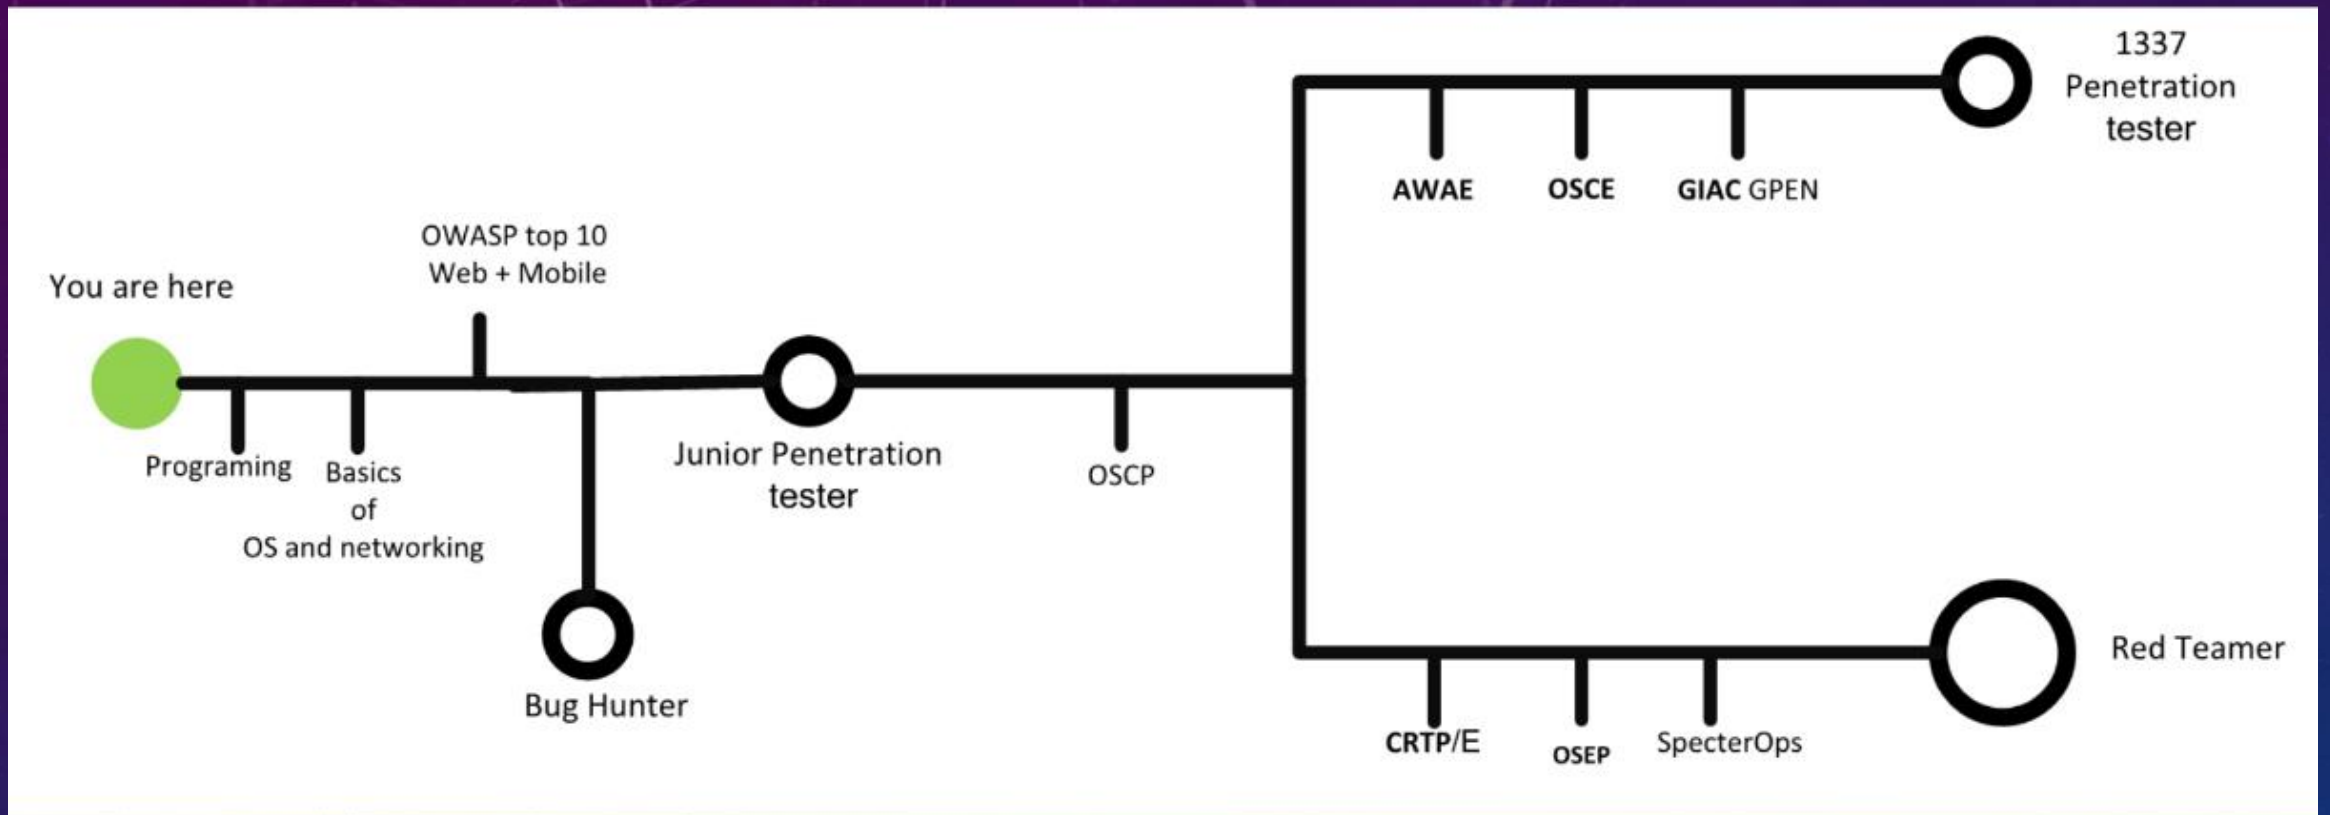 You are here
Programing
Basics
of
OS and networking
OWASP top 10
Web + Mobile
Bug Hunter
Junior Penetration
tester
OSCP
AWAE
OSCE
GIAC GPEN
1337
Penetration
tester
CRTP/E
OSEP
SpecterOps
Red Teamer